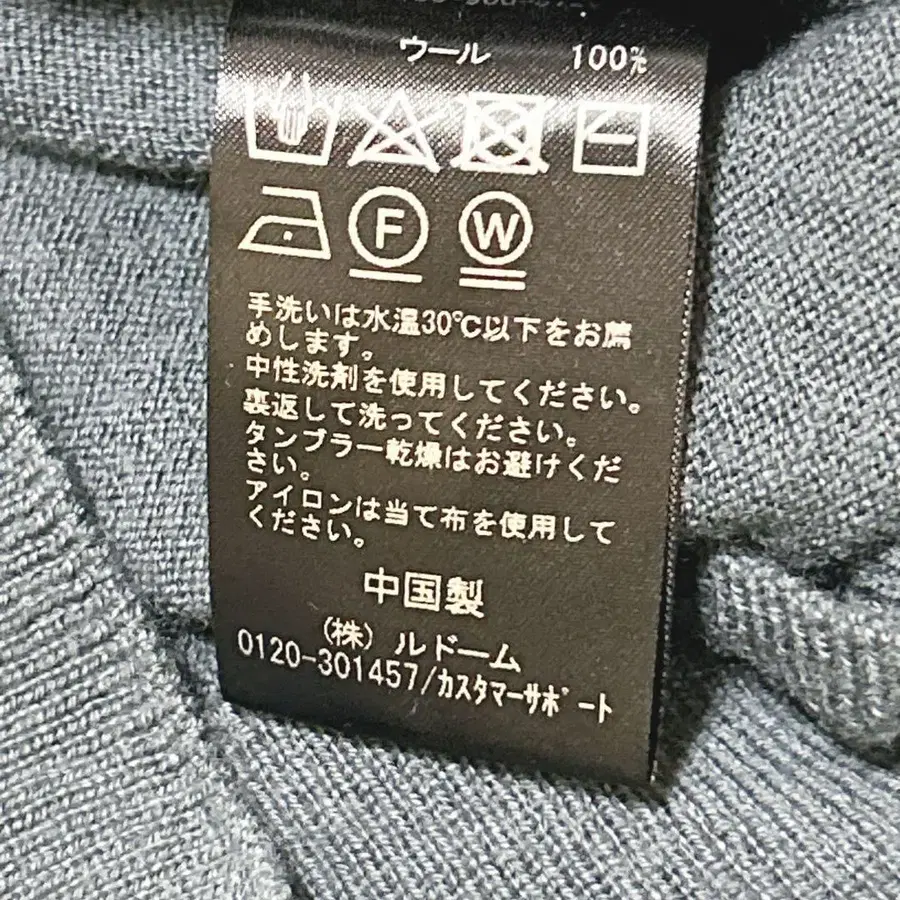 ウール 100%
F W
手洗いは水温30℃以下をお薦
めします。
中性洗剤を使用してください。
裏返して洗ってください。
タンブラー乾燥はお避けくだ
さい。
アイロンは当て布を使用して
ください。
中国製
(株) ルドーム
0120-301457/カスタマーサポート